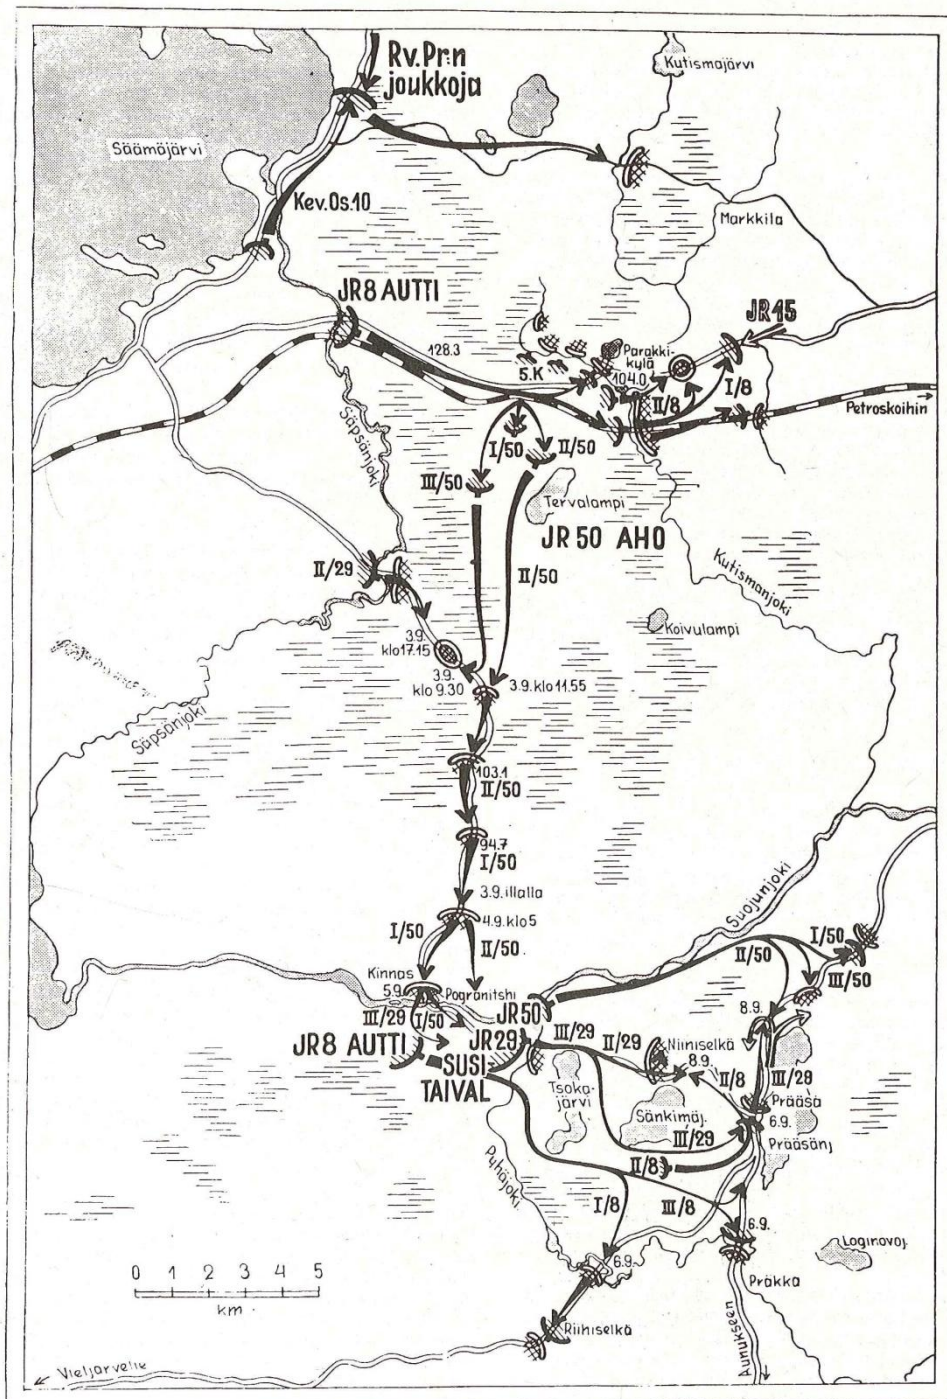 Rv.Pr:n
joukkoja
Kutismajärvi
Säämäjärvi
Kev.Os.10
Markkila
JR8 AUTTI
JR45
128.3
Parakki-
kylä
5.K
104.0
II/8
I/8
Petroskoihin
Säpsänjoki
I/50
II/50
III/50
Tervalampi
JR 50 AHO
II/29
II/50
Kutismanjoki
Koivulampi
3.9.
klo17.15
3.9.
klo 9.30
3.9.klo11.55
Säpsänjoki
103.1
II/50
94.7
I/50
3.9.illalla
4.9.klo5
I/50
II/50
Suojunjoki
II/50
I/50
III/50
Kinnas
5.9.
Pogranitshi
III/29
I/50
JR50
8.9.
JR8 AUTTI
JR29
III/29
II/29
Niiniselkä
8.9.
SUSI
TAIVAL
II/8
III/29
Tsoka-
järvi
Sänkimäj.
Prääsä
6.9.
III/29
Prääsänj
Pyhäjoki
II/8
I/8
III/8
6.9.
6.9.
Loginovoj.
0 1 2 3 4 5
km
Präkkä
Riihiselkä
Aunukseen
Vieljärvelle